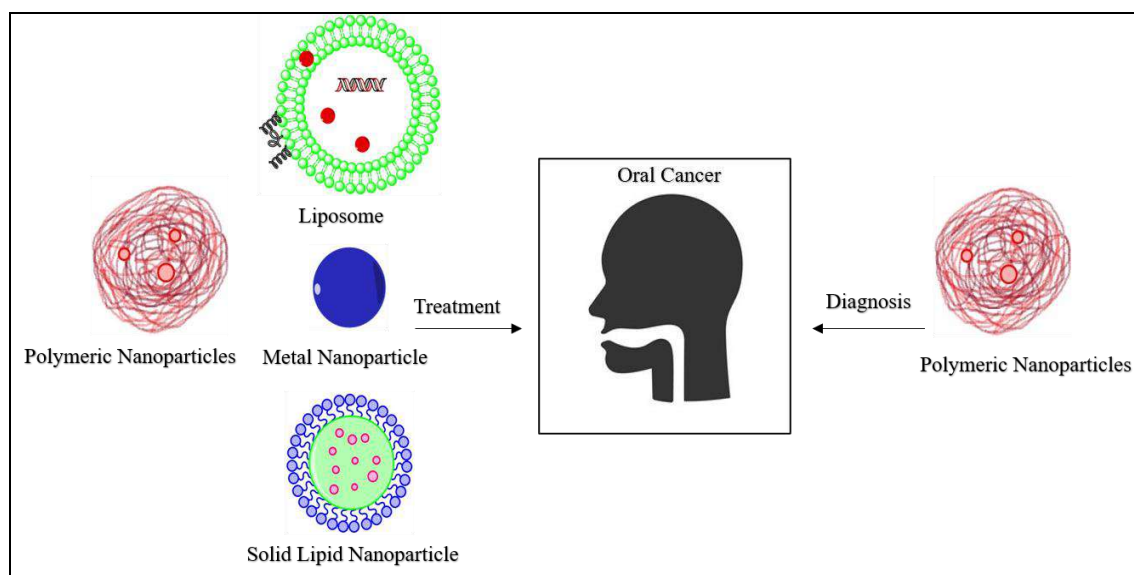 Liposome
Polymeric Nanoparticles
Metal Nanoparticle
Treatment
Solid Lipid Nanoparticle
Oral Cancer
Diagnosis
Polymeric Nanoparticles